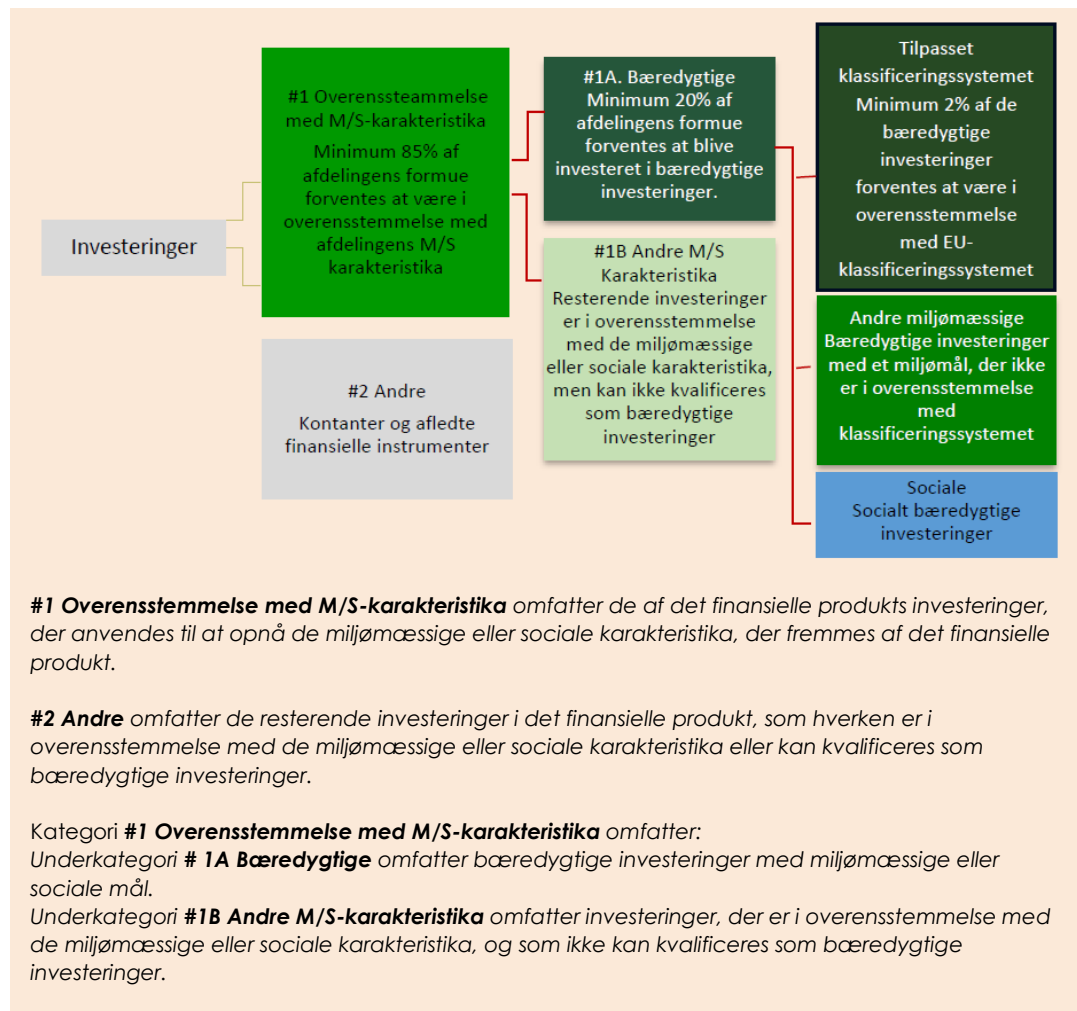 Investeringer
#1 Overenssteammelse
med M/S-karakteristika
Minimum 85% af
afdelingens formue
forventes at være i
overensstemmelse med
afdelingens M/S
karakteristika
#2 Andre
Kontanter og afledte
finansielle instrumenter
#1A. Bæredygtige
Minimum 20% af
afdelingens formue
forventes at blive
investeret i bæredygtige
investeringer.
#1B Andre M/S
Karakteristika
Resterende investeringer
er i overensstemmelse
med de miljømæssige
eller sociale karakteristika,
men kan ikke kvalificeres
som bæredygtige
investeringer
Tilpasset
klassificeringssystemet
Minimum 2% af de
bæredygtige
investeringer
forventes at være i
overensstemmelse
med EU-
klassificeringssystemet
Andre miljømæssige
Bæredygtige investeringer
med et miljømål, der ikke
er i overensstemmelse
med
klassificeringssystemet
Sociale
Socialt bæredygtige
investeringer
#1 Overensstemmelse med M/S-karakteristika omfatter de af det finansielle produkts investeringer,
der anvendes til at opnå de miljømæssige eller sociale karakteristika, der fremmes af det finansielle
produkt.
#2 Andre omfatter de resterende investeringer i det finansielle produkt, som hverken er i
overensstemmelse med de miljømæssige eller sociale karakteristika eller kan kvalificeres som
bæredygtige investeringer.
Kategori #1 Overensstemmelse med M/S-karakteristika omfatter:
Underkategori # 1A Bæredygtige omfatter bæredygtige investeringer med miljømæssige eller
sociale mål.
Underkategori #1B Andre M/S-karakteristika omfatter investeringer, der er i overensstemmelse med
de miljømæssige eller sociale karakteristika, og som ikke kan kvalificeres som bæredygtige
investeringer.